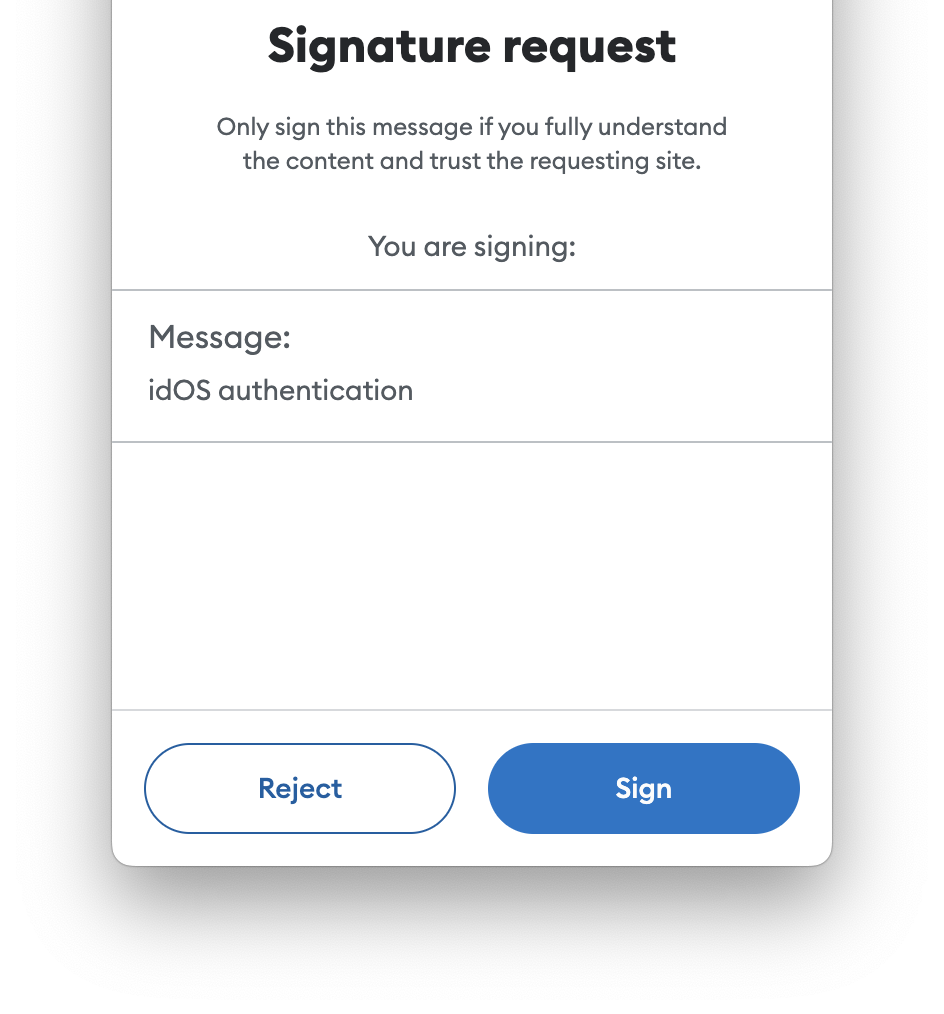 Signature request
Only sign this message if you fully understand
the content and trust the requesting site.
You are signing:
Message:
idOS authentication
Reject
Sign